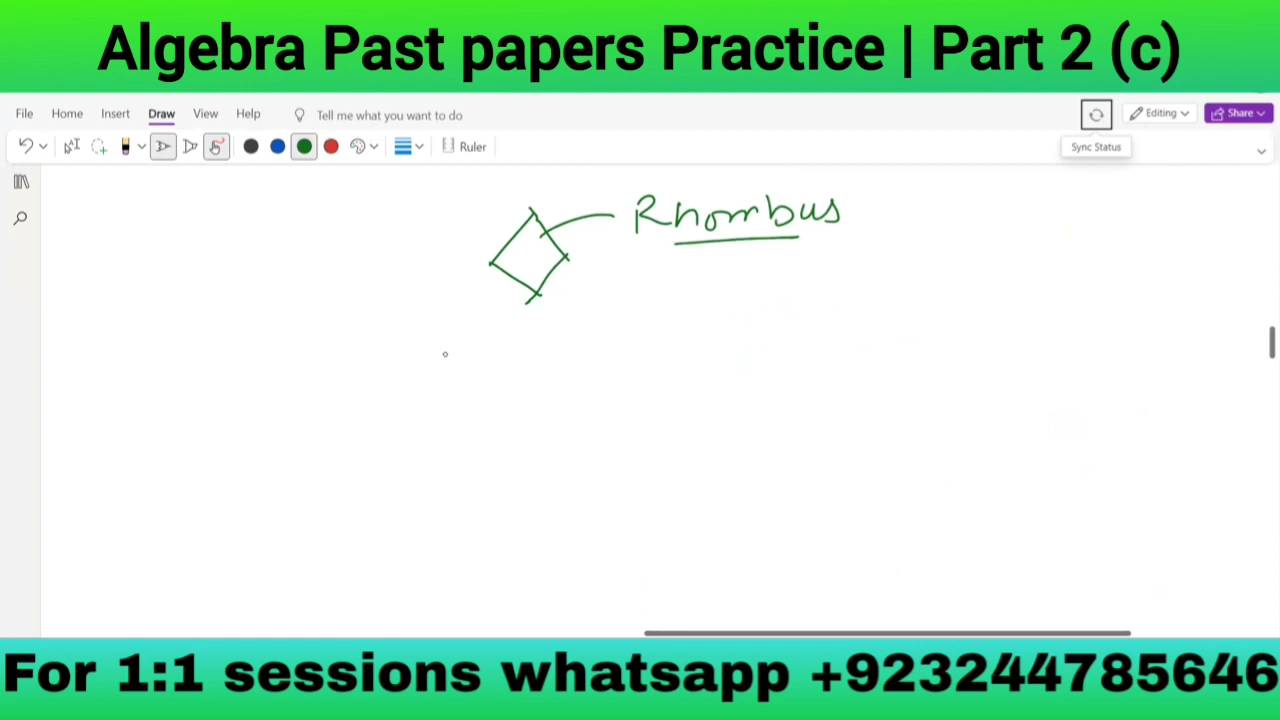 Algebra Past papers Practice | Part 2 (c)
File Home Insert Draw View Help Tell me what you want to do Editing Share
Ruler Sync Status
Rhombus
For 1:1 sessions whatsapp +923244785646